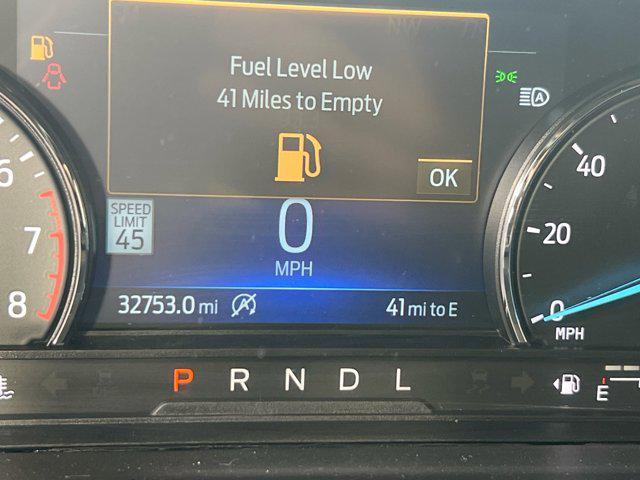 Fuel Level Low
41 Miles to Empty
OK
SPEED
LIMIT
45
0
MPH
32753.0 mi
41 mi to E
6
7
8
40
20
0
MPH
A
P R N D L
E